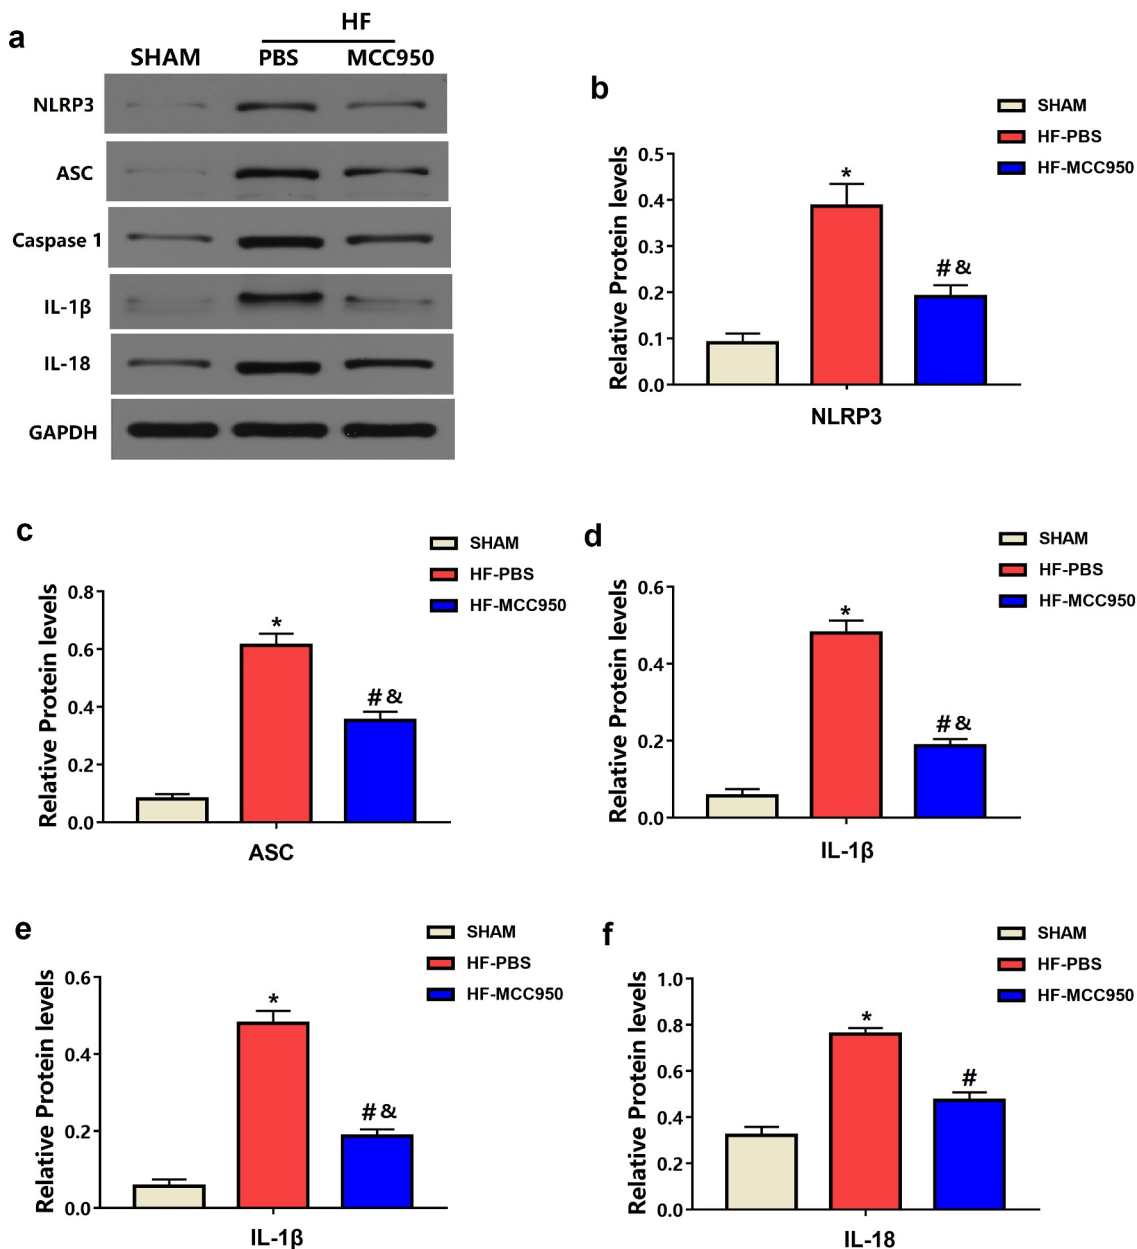 a
HF
SHAM PBS MCC950
NLRP3
ASC
Caspase 1
IL-1β
IL-18
GAPDH
b
SHAM
HF-PBS
HF-MCC950
Relative Protein levels
0.5
0.4
0.3
0.2
0.1
0.0
*
#&
NLRP3
c
SHAM
HF-PBS
HF-MCC950
Relative Protein levels
0.8
0.6
0.4
0.2
0.0
*
#&
ASC
d
SHAM
HF-PBS
HF-MCC950
Relative Protein levels
0.6
0.4
0.2
0.0
*
#&
IL-1β
e
SHAM
HF-PBS
HF-MCC950
Relative Protein levels
0.6
0.4
0.2
0.0
*
#&
IL-1β
f
SHAM
HF-PBS
HF-MCC950
Relative Protein levels
1.0
0.8
0.6
0.4
0.2
0.0
*
#
IL-18